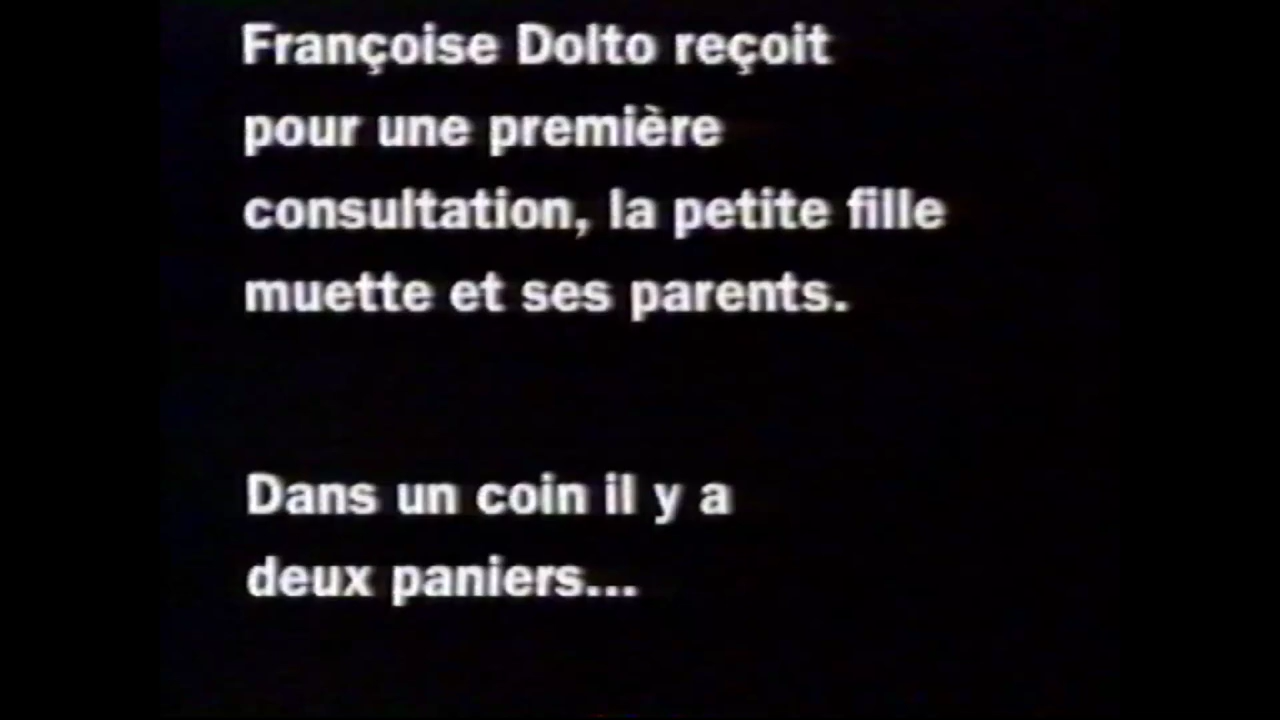 Françoise Dolto reçoit
pour une première
consultation, la petite fille
muette et ses parents.
Dans un coin il y a
deux paniers...